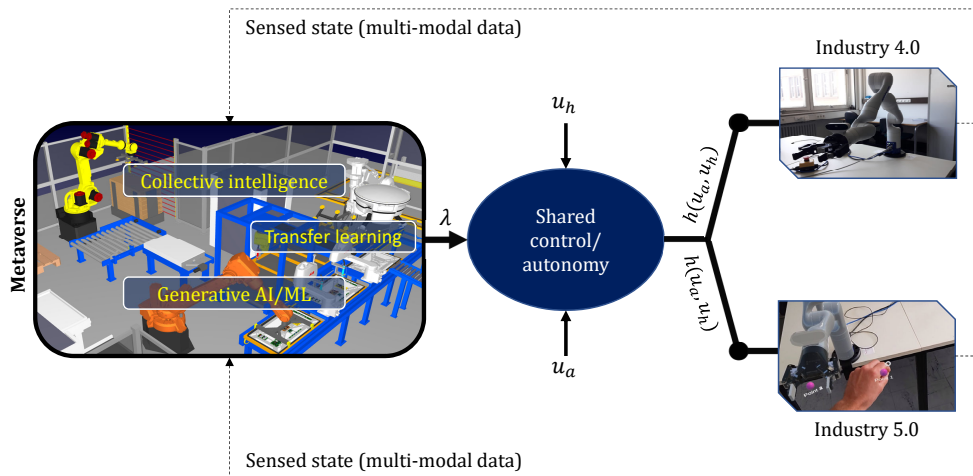 Sensed state (multi-modal data)
Industry 4.0
u_h
Metaverse
Collective intelligence
Transfer learning
Generative AI/ML
λ
Shared
control/
autonomy
h(u_a, u_h)
h(u_a, u_h)
u_a
Point
Industry 5.0
Sensed state (multi-modal data)